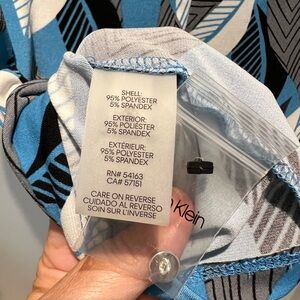 SHELL:
95% POLYESTER
5% SPANDEX
EXTERIOR:
95% POLYESTER
5% SPANDEX
EXTÉRIEUR:
95% POLYESTER
5% SPANDEX
RN# 54163
CA# 57151
CARE ON REVERSE
CUIDADO AL REVERSO
SOIN SUR L'INVERSE
n Klein